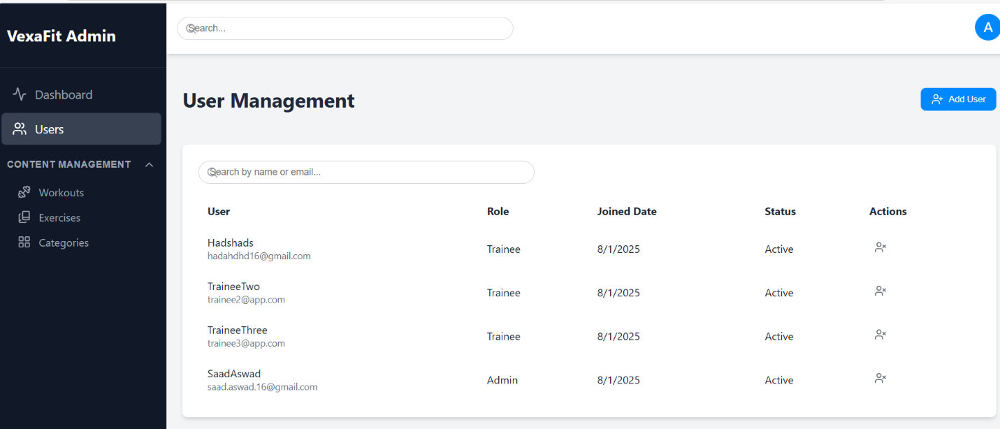 VexaFit Admin
Search...
A
Dashboard
Users
CONTENT MANAGEMENT
Workouts
Exercises
Categories
User Management
Add User
Search by name or email...
User Role Joined Date Status Actions
Hadshads
hadahdhd16@gmail.com
Trainee 8/1/2025 Active
TraineeTwo
trainee2@app.com
Trainee 8/1/2025 Active
TraineeThree
trainee3@app.com
Trainee 8/1/2025 Active
SaadAswad
saad.aswad.16@gmail.com
Admin 8/1/2025 Active